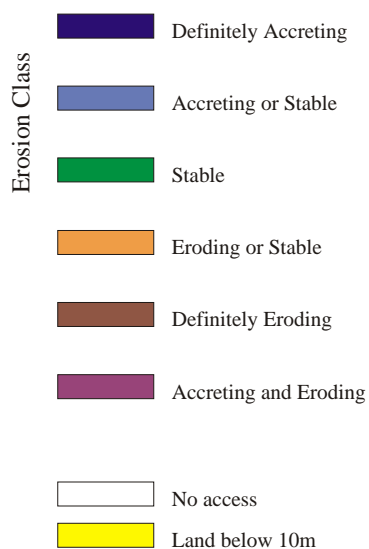 Erosion Class
Definitely Accreting
Accreting or Stable
Stable
Eroding or Stable
Definitely Eroding
Accreting and Eroding
No access
Land below 10m